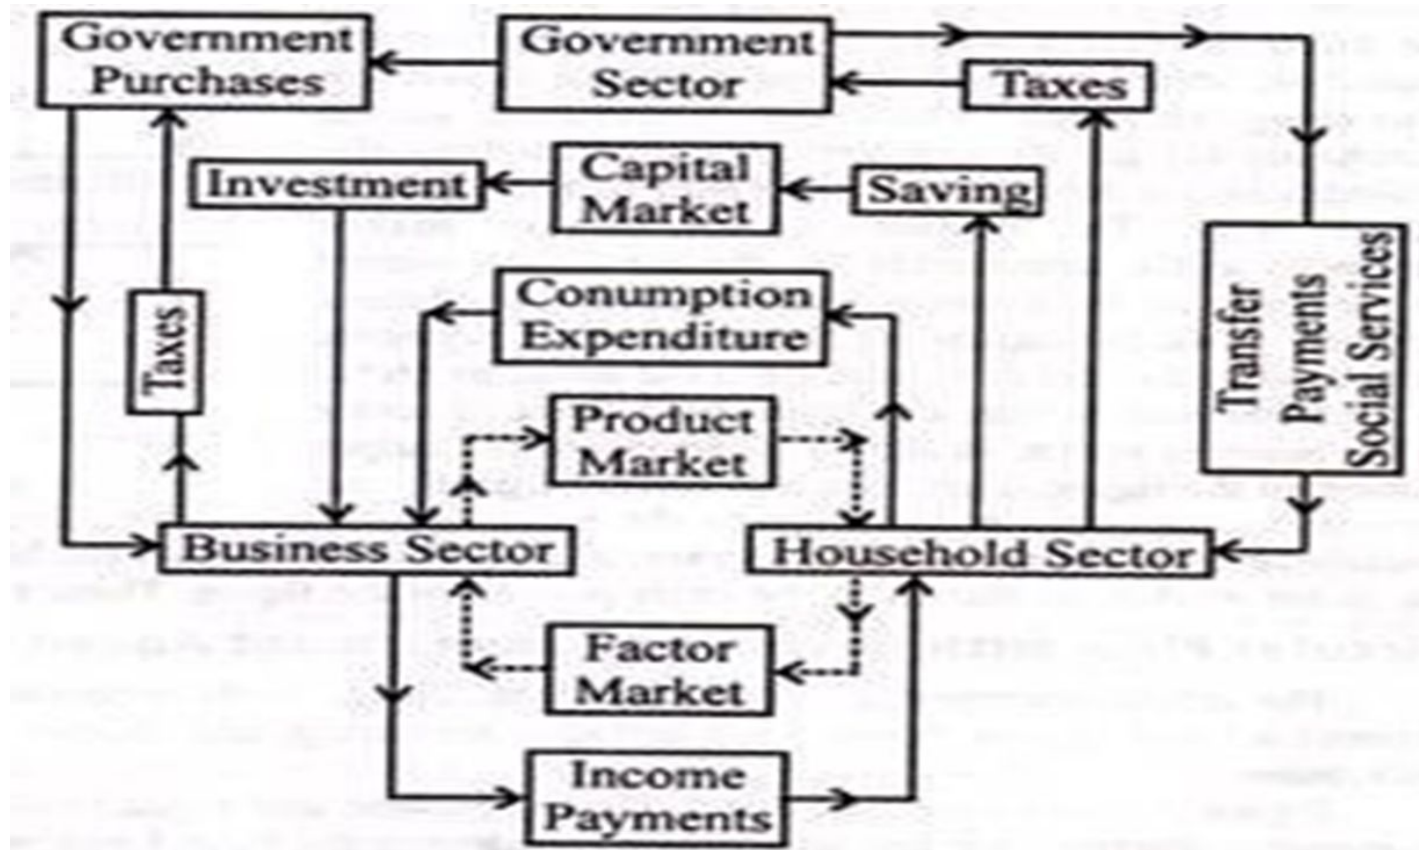 Government
Purchases
Government
Sector
Taxes
Investment
Capital
Market
Saving
Transfer
Payments
Social Services
Conumption
Expenditure
Taxes
Product
Market
Business Sector
Household Sector
Factor
Market
Income
Payments